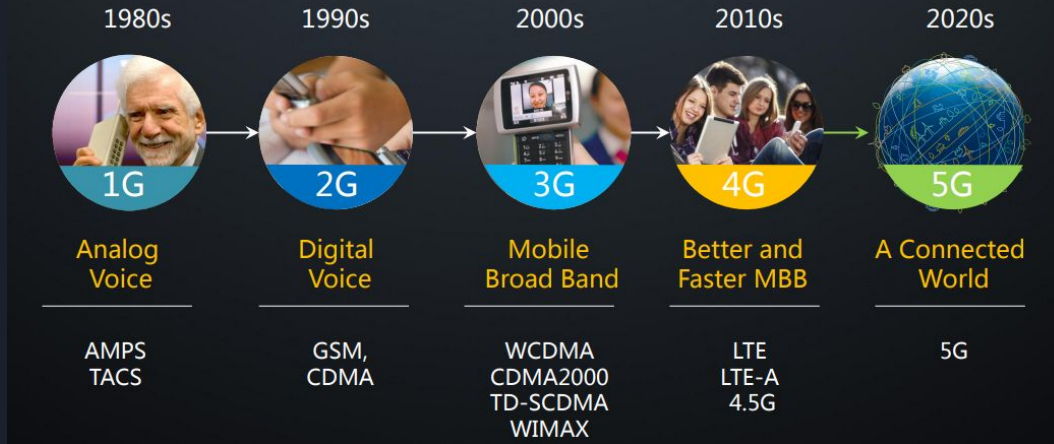 1980s
1990s
2000s
2010s
2020s
1G
2G
3G
4G
5G
Analog
Voice
Digital
Voice
Mobile
Broad Band
Better and
Faster MBB
A Connected
World
AMPS
TACS
GSM,
CDMA
WCDMA
CDMA2000
TD-SCDMA
WIMAX
LTE
LTE-A
4.5G
5G